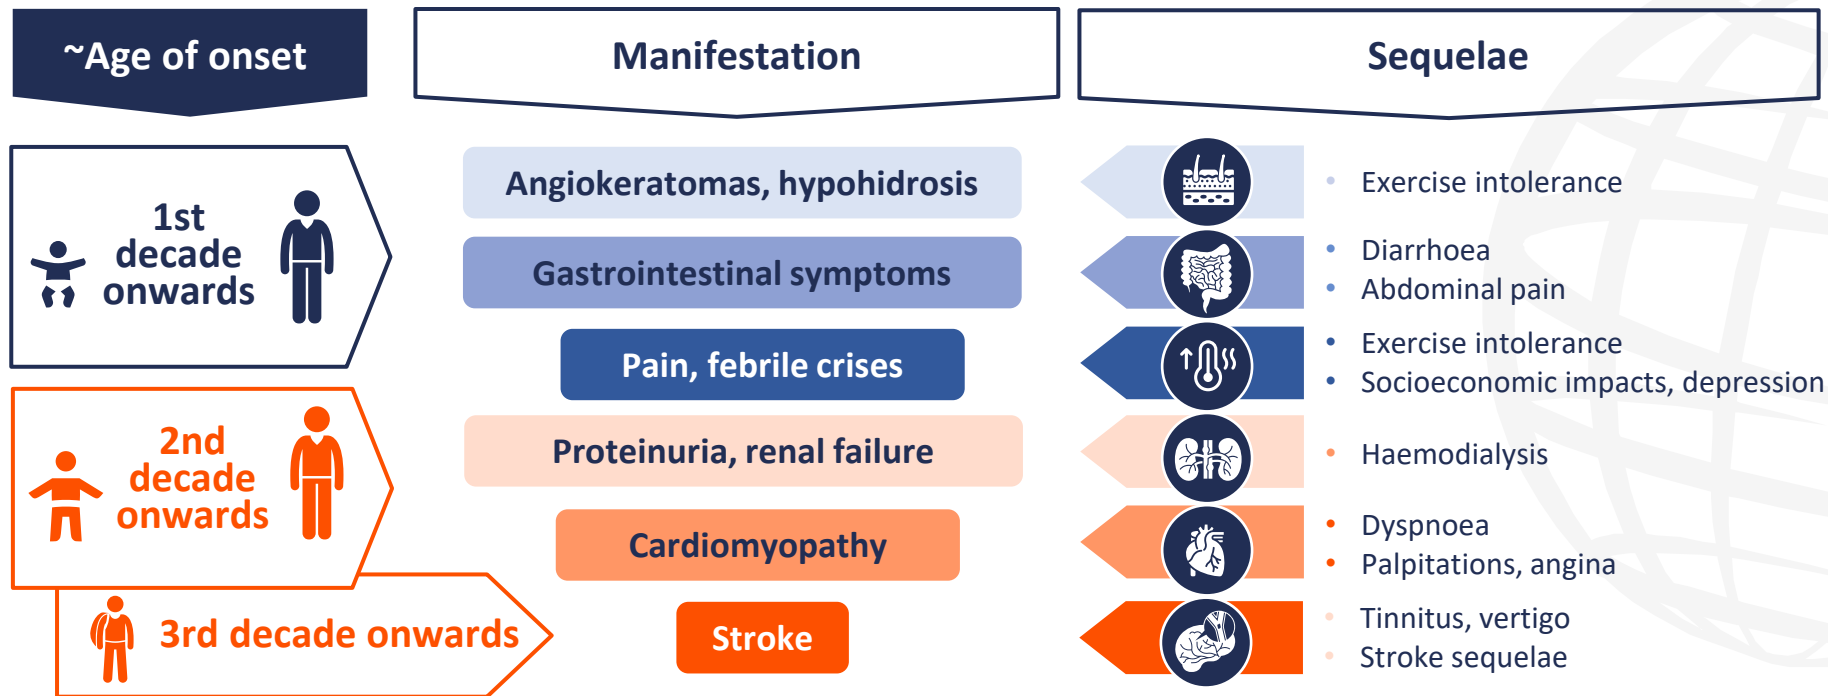 ~Age of onset
Manifestation
Sequelae
1st
decade
onwards
Angiokeratomas, hypohidrosis
• Exercise intolerance
Gastrointestinal symptoms
• Diarrhoea
• Abdominal pain
Pain, febrile crises
• Exercise intolerance
• Socioeconomic impacts, depression
2nd
decade
onwards
Proteinuria, renal failure
• Haemodialysis
Cardiomyopathy
• Dyspnoea
• Palpitations, angina
3rd decade onwards
Stroke
• Tinnitus, vertigo
• Stroke sequelae